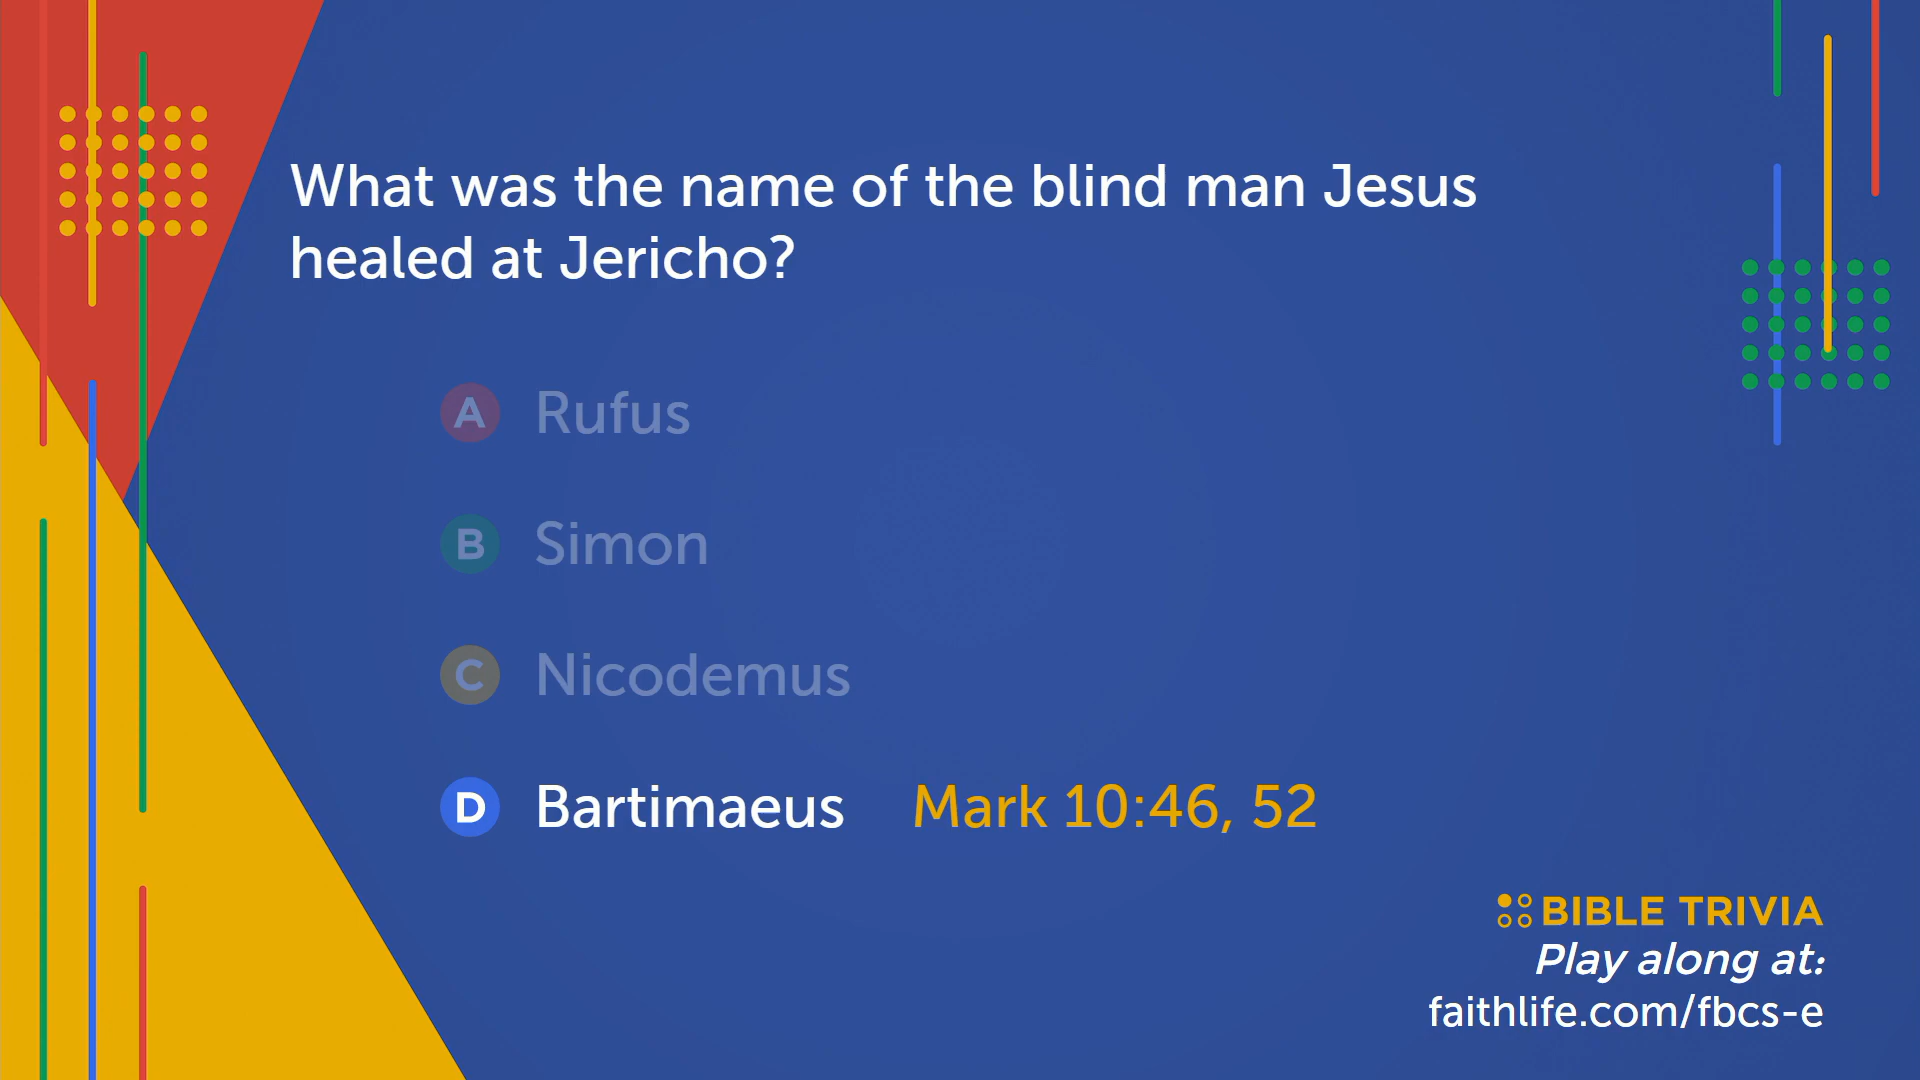 What was the name of the blind man Jesus
healed at Jericho?
A Rufus
B Simon
C Nicodemus
D Bartimaeus Mark 10:46, 52
BIBLE TRIVIA
Play along at:
faithlife.com/fbcs-e